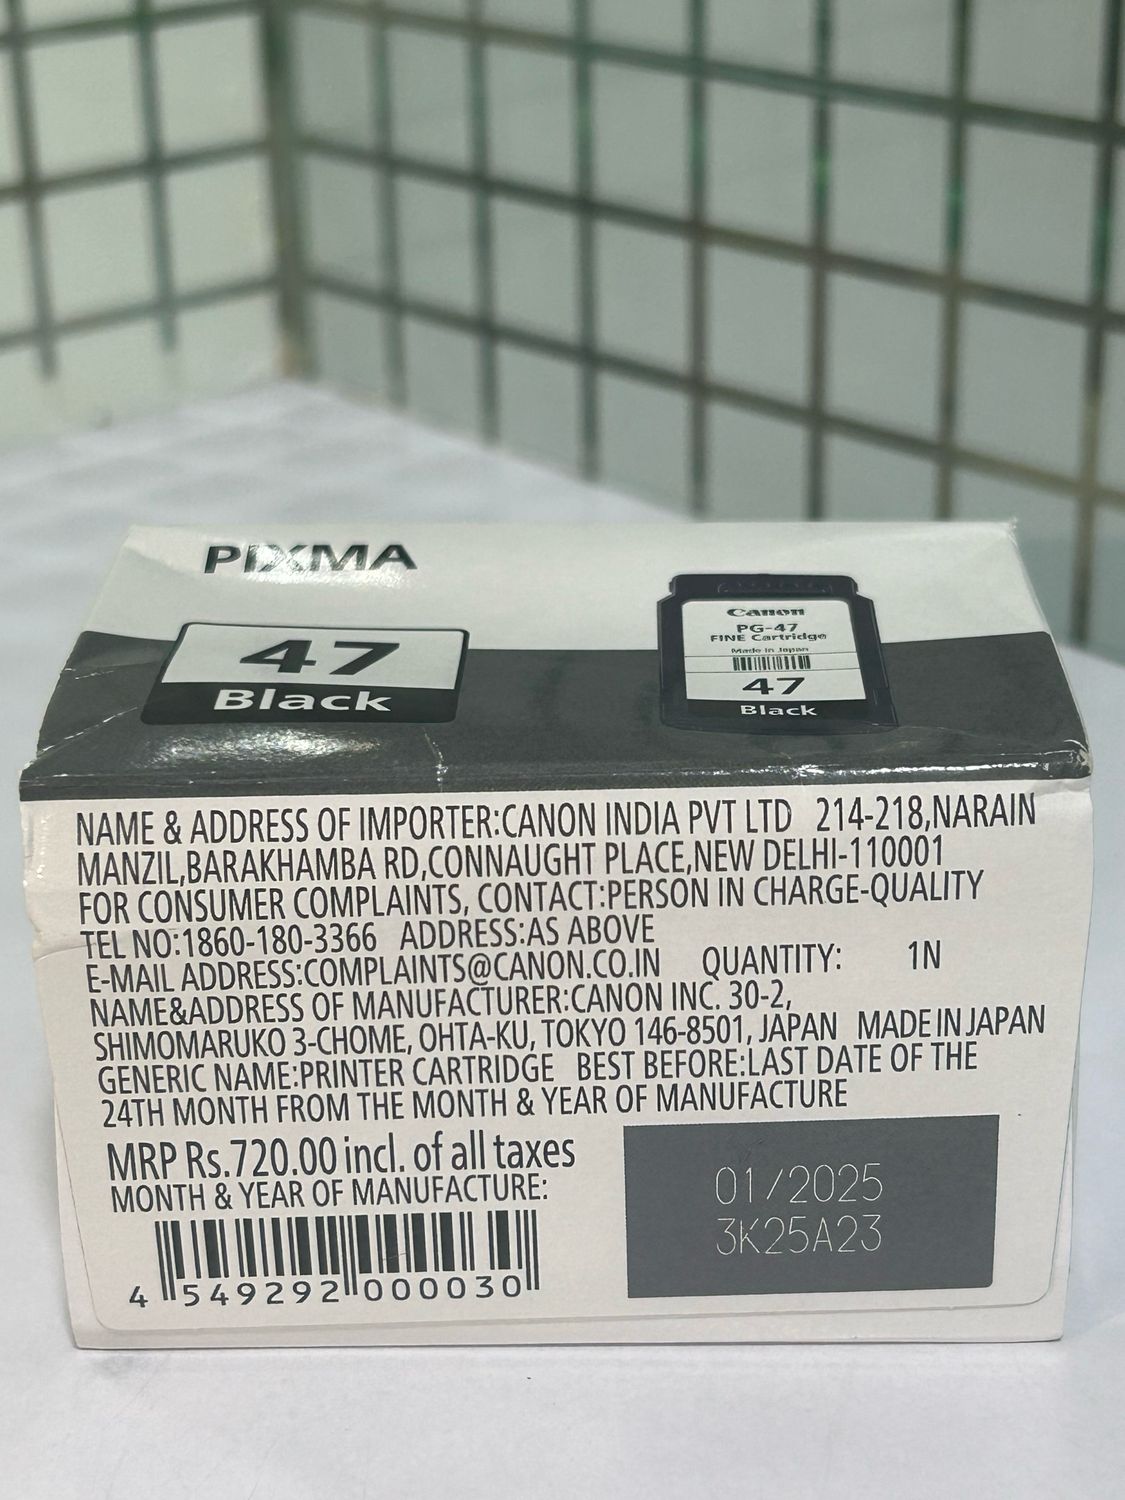 PIXMA
47
Black
Canon
PG-47
FINE Cartridge
Made in Japan
47
Black
NAME & ADDRESS OF IMPORTER:CANON INDIA PVT LTD 214-218,NARAIN
MANZIL,BARAKHAMBA RD,CONNAUGHT PLACE,NEW DELHI-110001
FOR CONSUMER COMPLAINTS, CONTACT:PERSON IN CHARGE-QUALITY
TEL NO:1860-180-3366 ADDRESS:AS ABOVE
E-MAIL ADDRESS:COMPLAINTS@CANON.CO.IN QUANTITY: 1N
NAME&ADDRESS OF MANUFACTURER:CANON INC. 30-2,
SHIMOMARUKO 3-CHOME, OHTA-KU, TOKYO 146-8501, JAPAN MADE IN JAPAN
GENERIC NAME:PRINTER CARTRIDGE BEST BEFORE:LAST DATE OF THE
24TH MONTH FROM THE MONTH & YEAR OF MANUFACTURE
MRP Rs.720.00 incl. of all taxes
MONTH & YEAR OF MANUFACTURE:
01/2025
3K25A23
4 549292 000030